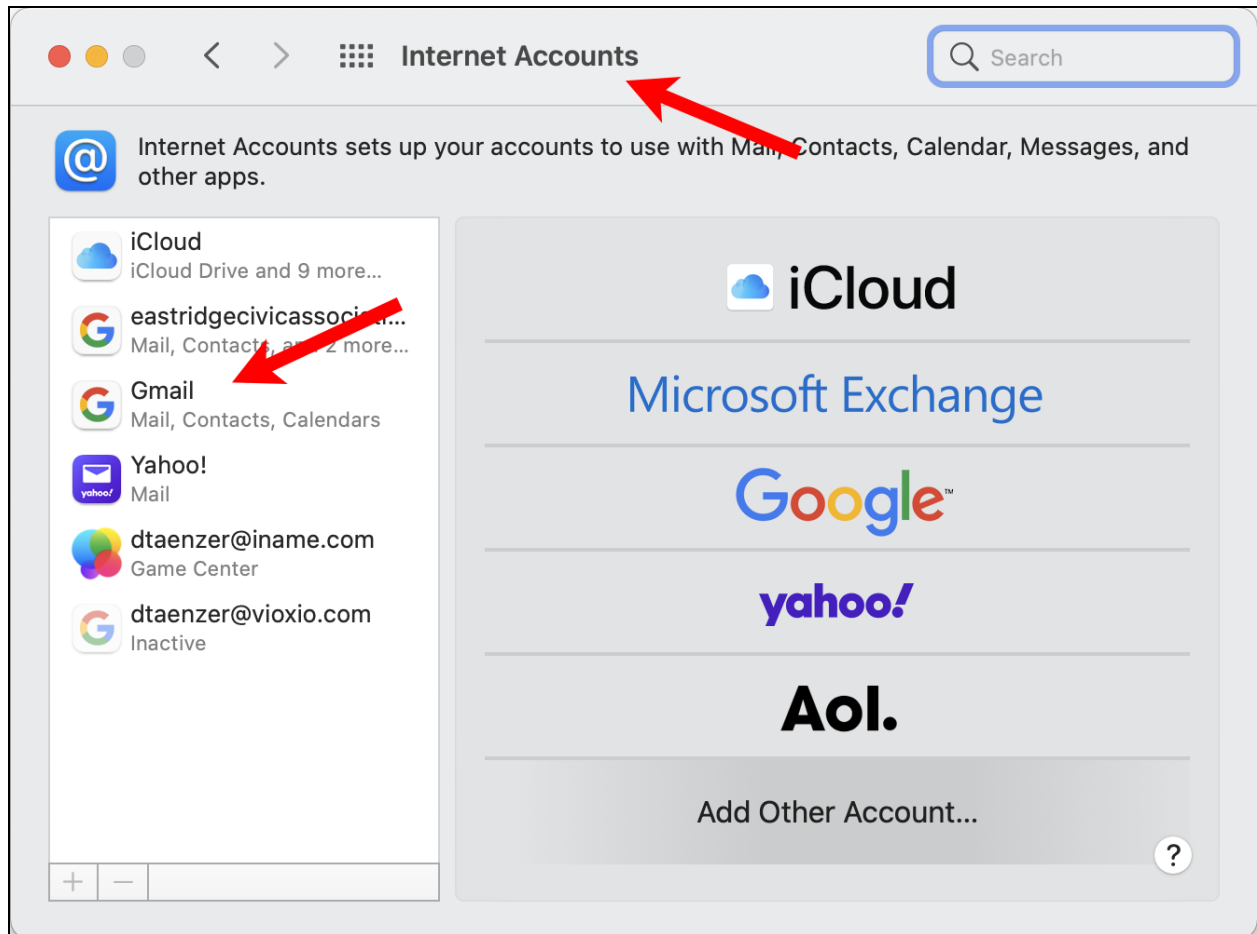 Internet Accounts
Search
Internet Accounts sets up your accounts to use with Mail, Contacts, Calendar, Messages, and
other apps.
iCloud
iCloud Drive and 9 more...
eastridgecivicassociati...
Mail, Contacts, and 2 more...
Gmail
Mail, Contacts, Calendars
yahoo!
Yahoo!
Mail
dtaenzer@iname.com
Game Center
dtaenzer@vioxio.com
Inactive
iCloud
Microsoft Exchange
Google™
yahoo!
Aol.
Add Other Account...
?